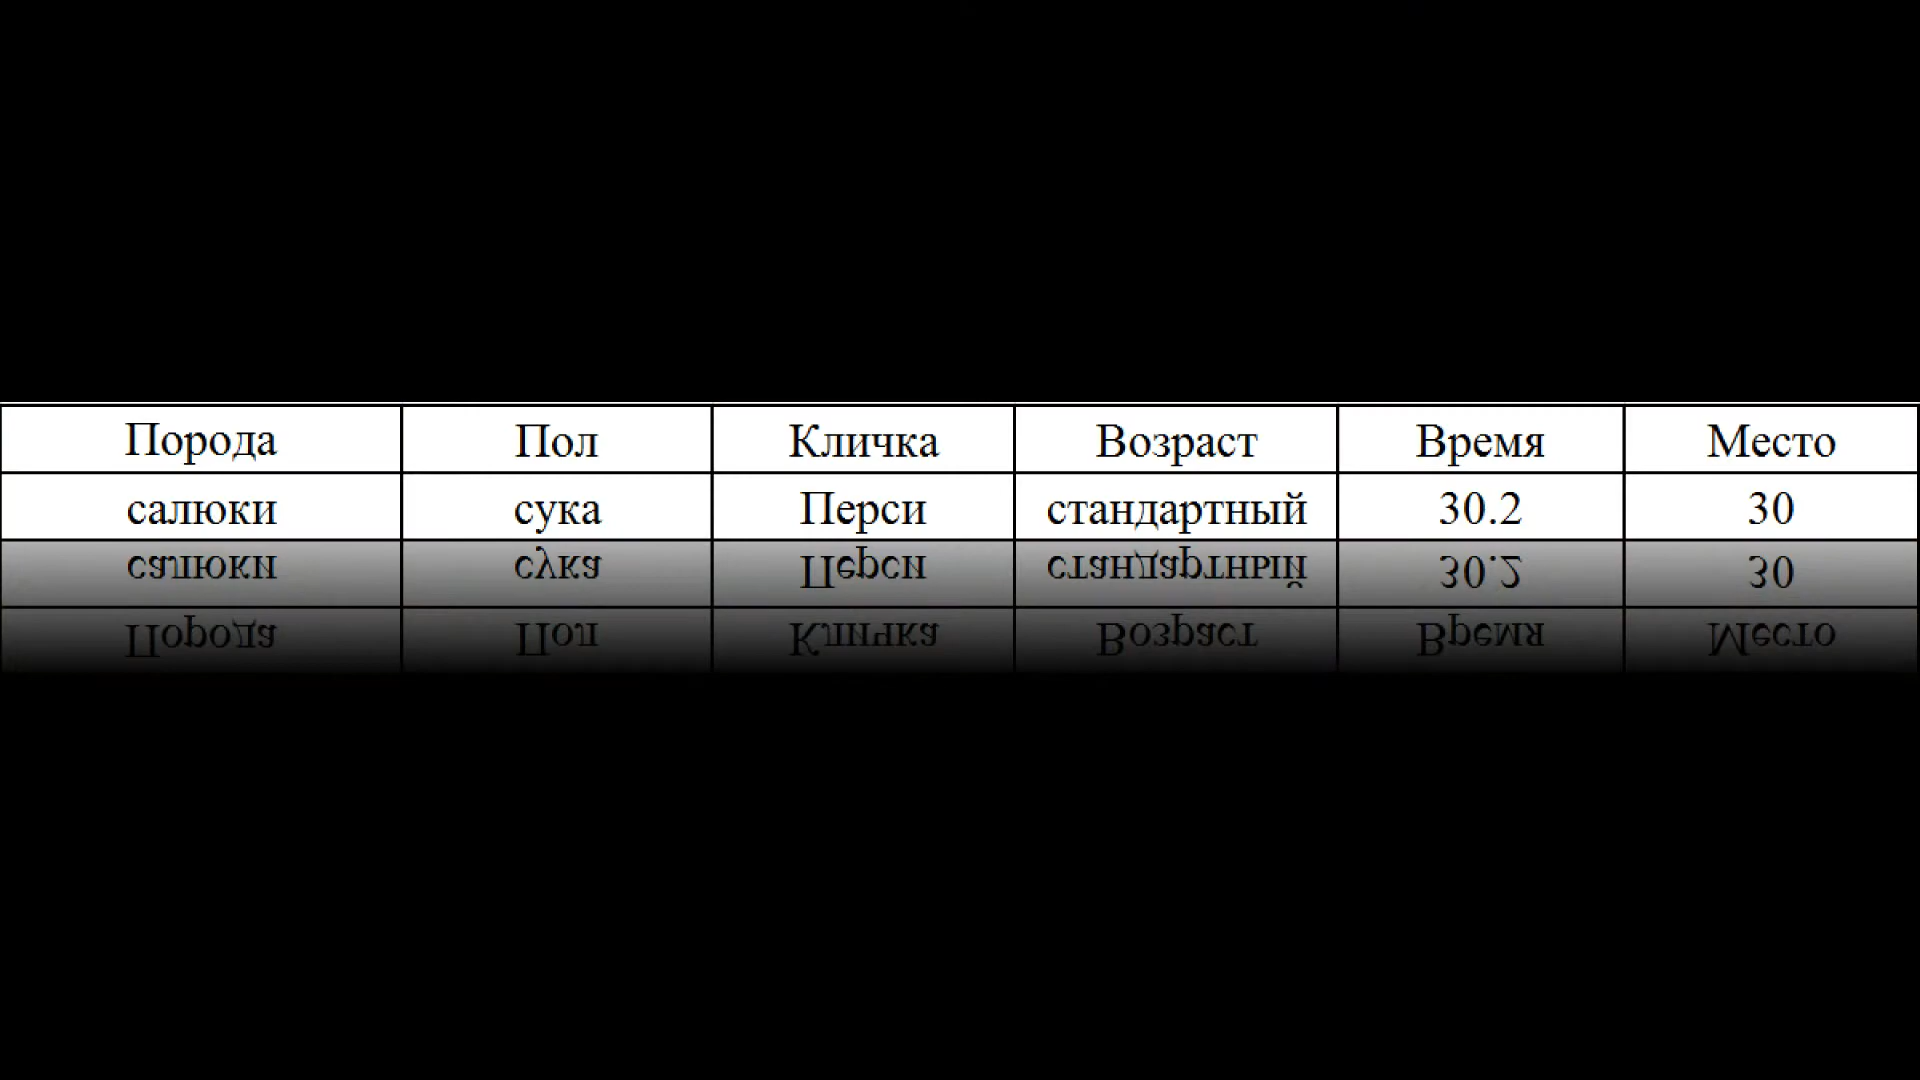 Порода Пол Кличка Возраст Время Место
салюки сука Перси стандартный 30.2 30